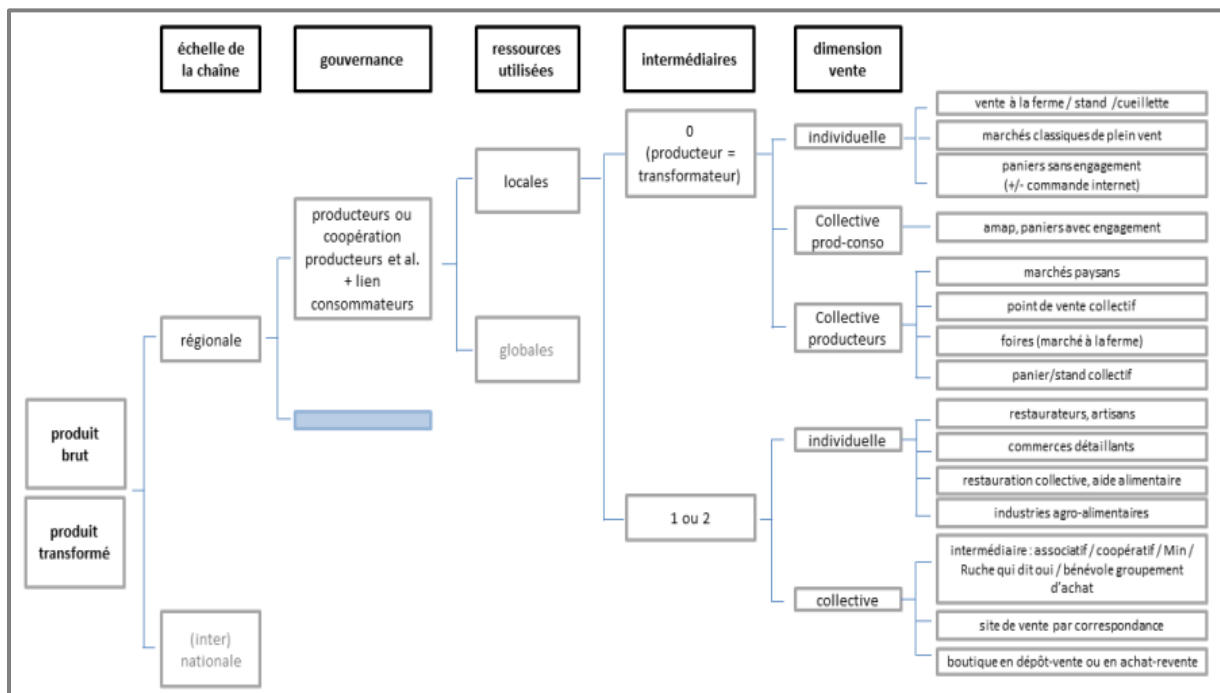 échelle de
la chaîne
gouvernance
ressources
utilisées
intermédiaires
dimension
vente
produit
brut
produit
transformé
régionale
(inter)
nationale
producteurs ou
coopération
producteurs et al.
+ lien
consommateurs
locales
globales
0
(producteur =
transformateur)
1 ou 2
individuelle
Collective
prod-conso
Collective
producteurs
individuelle
collective
vente à la ferme / stand /cueillette
marchés classiques de plein vent
paniers sans engagement
(+/- commande internet)
amap, paniers avec engagement
marchés paysans
point de vente collectif
foires (marché à la ferme)
panier/stand collectif
restaurateurs, artisans
commerces détaillants
restauration collective, aide alimentaire
industries agro-alimentaires
intermédiaire : associatif / coopératif / Min /
Ruche qui dit oui / bénévole groupement
d'achat
site de vente par correspondance
boutique en dépôt-vente ou en achat-revente